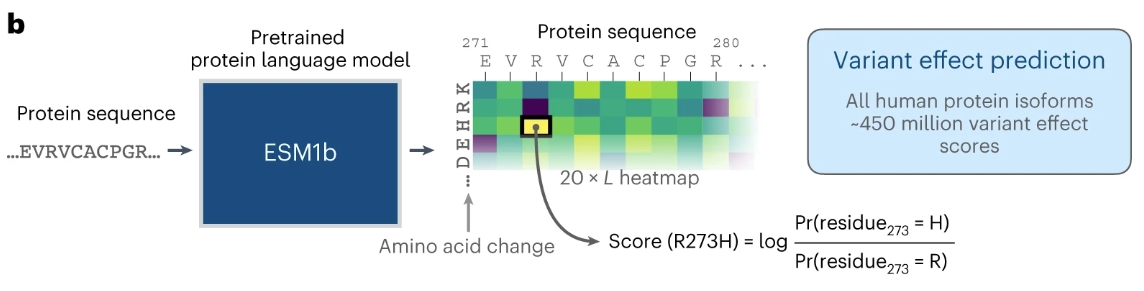 b
Pretrained
protein language model
Protein sequence
...EVRVCACPGR...
ESM1b
Protein sequence
271 280
E V R V C A C P G R ...
K
R
H
E
D
...
20 × L heatmap
Amino acid change
Score (R273H) = log Pr(residue273 = H)
Pr(residue273 = R)
Variant effect prediction
All human protein isoforms
~450 million variant effect
scores